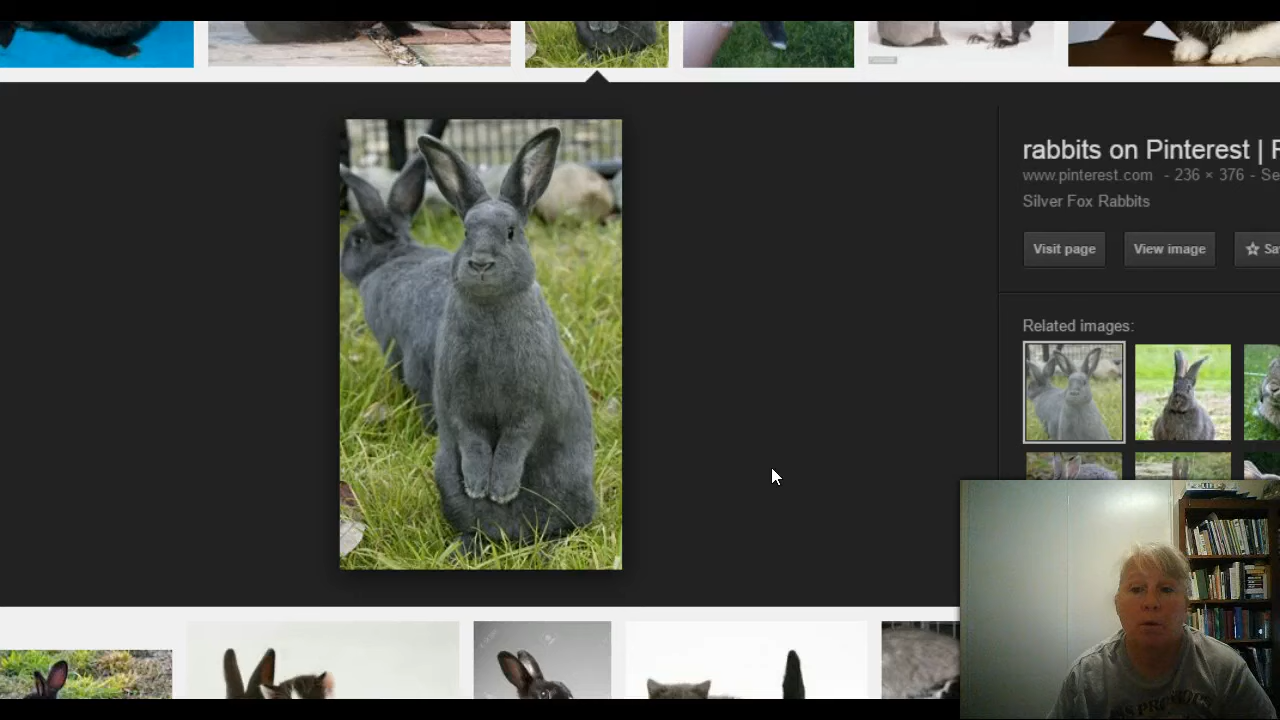 rabbits on Pinterest |
www.pinterest.com - 236 × 376 - Se
Silver Fox Rabbits
Visit page
View image
Sa
Related images: